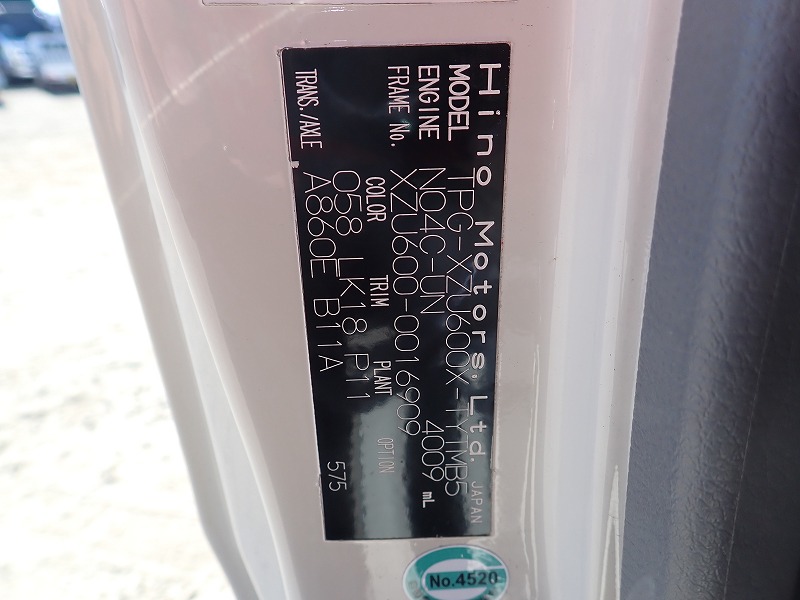 Hino Motors, Ltd. JAPAN
MODEL TPG-XZU600X-TYTMB5
ENGINE N04C-UN 4009 mL
FRAME No. XZU600-0016909
COLOR TRIM PLANT OPTION
058 LK18 P11
TRANS./AXLE A860E B11A 575
No.4520